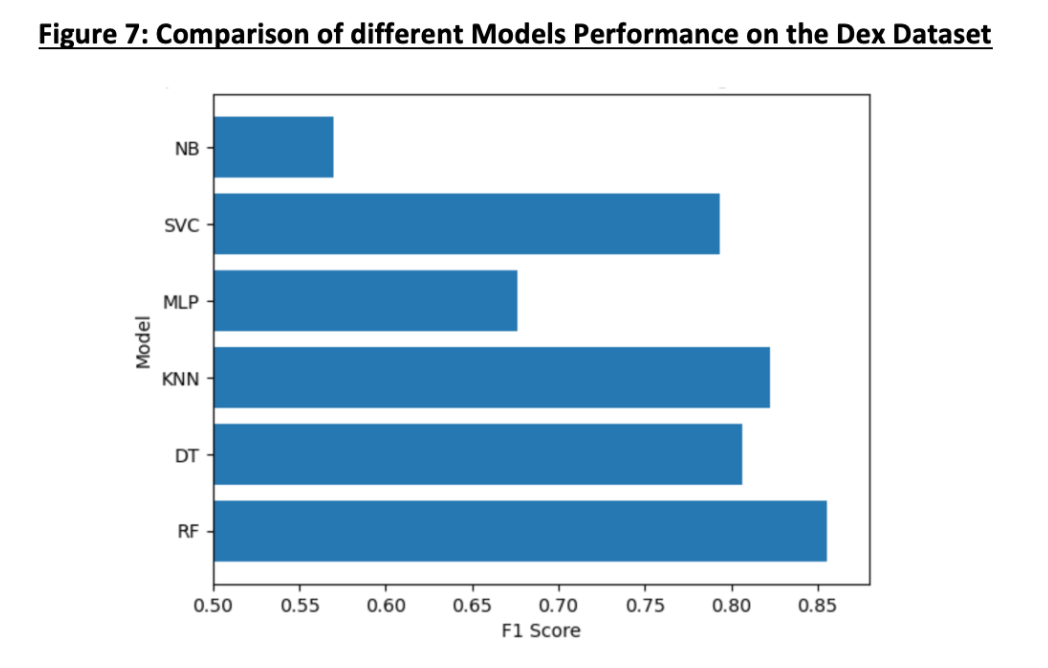 Figure 7: Comparison of different Models Performance on the Dex Dataset
NB
SVC
MLP
KNN
DT
RF
Model
0.50 0.55 0.60 0.65 0.70 0.75 0.80 0.85
F1 Score